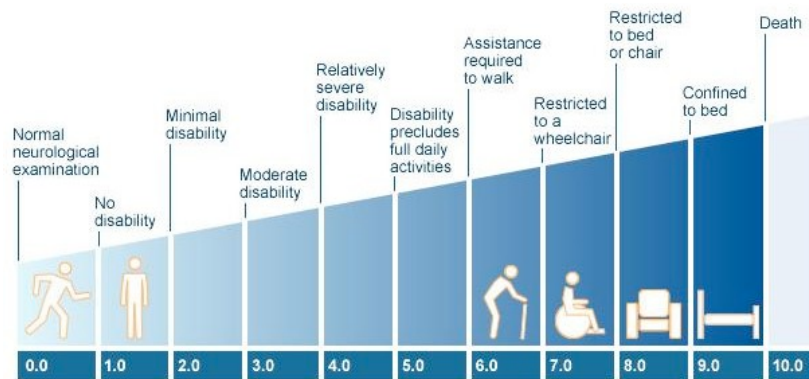 Normal
neurological
examination
No
disability
Minimal
disability
Moderate
disability
Relatively
severe
disability
Disability
precludes
full daily
activities
Assistance
required
to walk
Restricted
to a
wheelchair
Restricted
to bed
or chair
Confined
to bed
Death
0.0 1.0 2.0 3.0 4.0 5.0 6.0 7.0 8.0 9.0 10.0